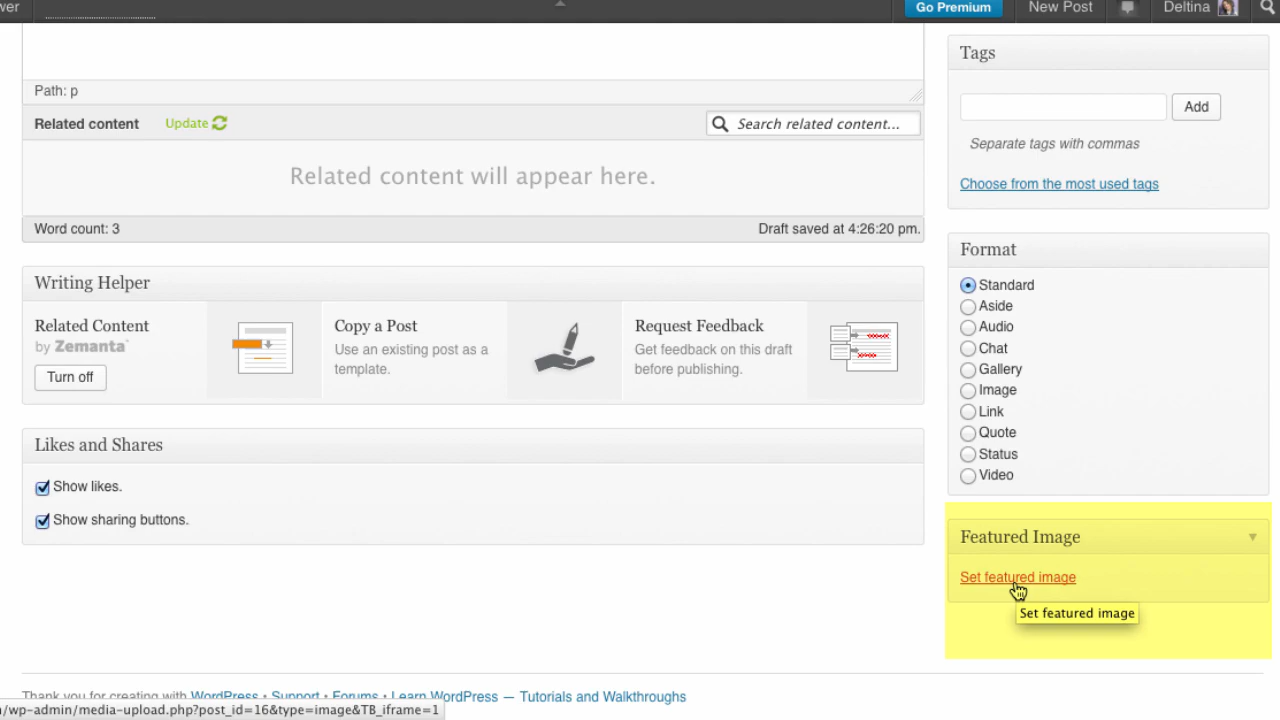 wer
Go Premium
New Post
Deltina
Path: p
Related content
Update
Search related content...
Related content will appear here.
Word count: 3
Draft saved at 4:26:20 pm.
Writing Helper
Related Content
by Zemanta
Turn off
Copy a Post
Use an existing post as a
template.
Request Feedback
Get feedback on this draft
before publishing.
Likes and Shares
Show likes.
Show sharing buttons.
Tags
Add
Separate tags with commas
Choose from the most used tags
Format
Standard
Aside
Audio
Chat
Gallery
Image
Link
Quote
Status
Video
Featured Image
Set featured image
Set featured image
Thank you for creating with WordPress • Support • Forums • Learn WordPress — Tutorials and Walkthroughs
/wp-admin/media-upload.php?post_id=16&type=image&TB_iframe=1